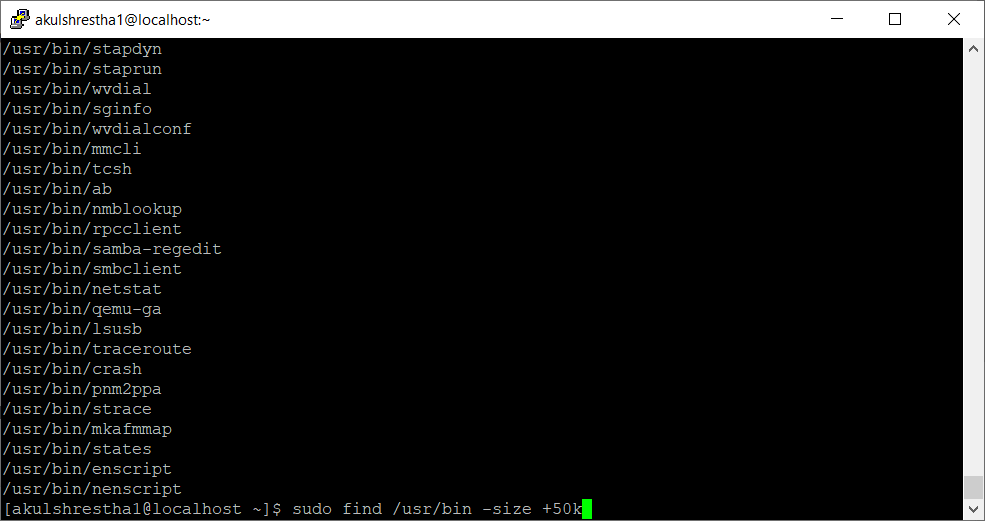 akulshrestha1@localhost:~
/usr/bin/stapdyn
/usr/bin/staprun
/usr/bin/wvdial
/usr/bin/sginfo
/usr/bin/wvdialconf
/usr/bin/mmcli
/usr/bin/tcsh
/usr/bin/ab
/usr/bin/nmblookup
/usr/bin/rpcclient
/usr/bin/samba-regedit
/usr/bin/smbclient
/usr/bin/netstat
/usr/bin/qemu-ga
/usr/bin/lsusb
/usr/bin/traceroute
/usr/bin/crash
/usr/bin/pnm2ppa
/usr/bin/strace
/usr/bin/mkafmmap
/usr/bin/states
/usr/bin/enscript
/usr/bin/nenscript
[akulshrestha1@localhost ~]$ sudo find /usr/bin -size +50k